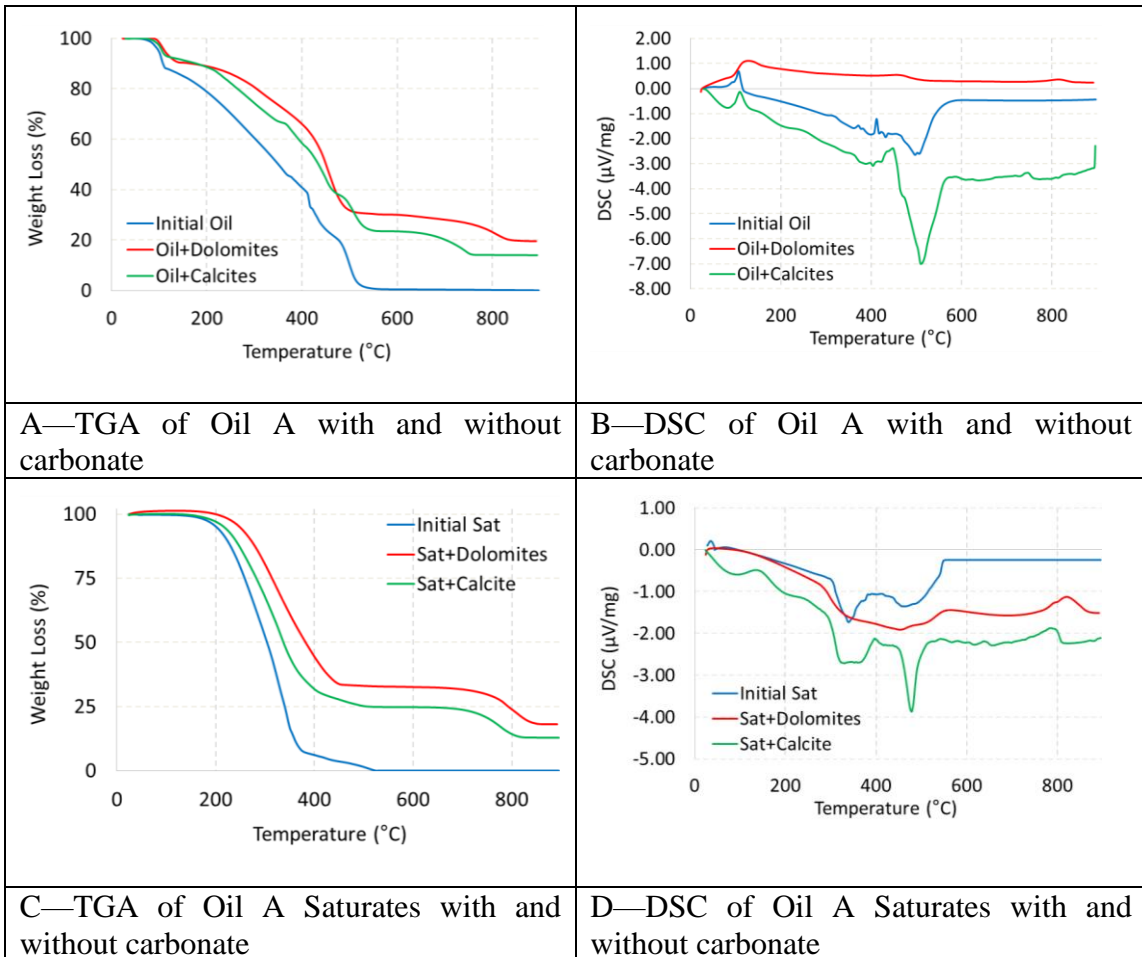 100
80
60
40
20
0
Weight Loss (%)
Initial Oil
Oil+Dolomites
Oil+Calcites
0 200 400 600 800
Temperature (°C)
2.00
1.00
0.00
-1.00
-2.00
-3.00
-4.00
-5.00
-6.00
-7.00
-8.00
DSC (µV/mg)
Initial Oil
Oil+Dolomites
Oil+Calcites
0 200 400 600 800
Temperature (°C)
A—TGA of Oil A with and without
carbonate
B—DSC of Oil A with and without
carbonate
100
75
50
25
0
Weight Loss (%)
Initial Sat
Sat+Dolomites
Sat+Calcite
0 200 400 600 800
Temperature (°C)
1.00
0.00
-1.00
-2.00
-3.00
-4.00
-5.00
DSC (µV/mg)
Initial Sat
Sat+Dolomites
Sat+Calcite
0 200 400 600 800
Temperature (°C)
C—TGA of Oil A Saturates with and
without carbonate
D—DSC of Oil A Saturates with and
without carbonate